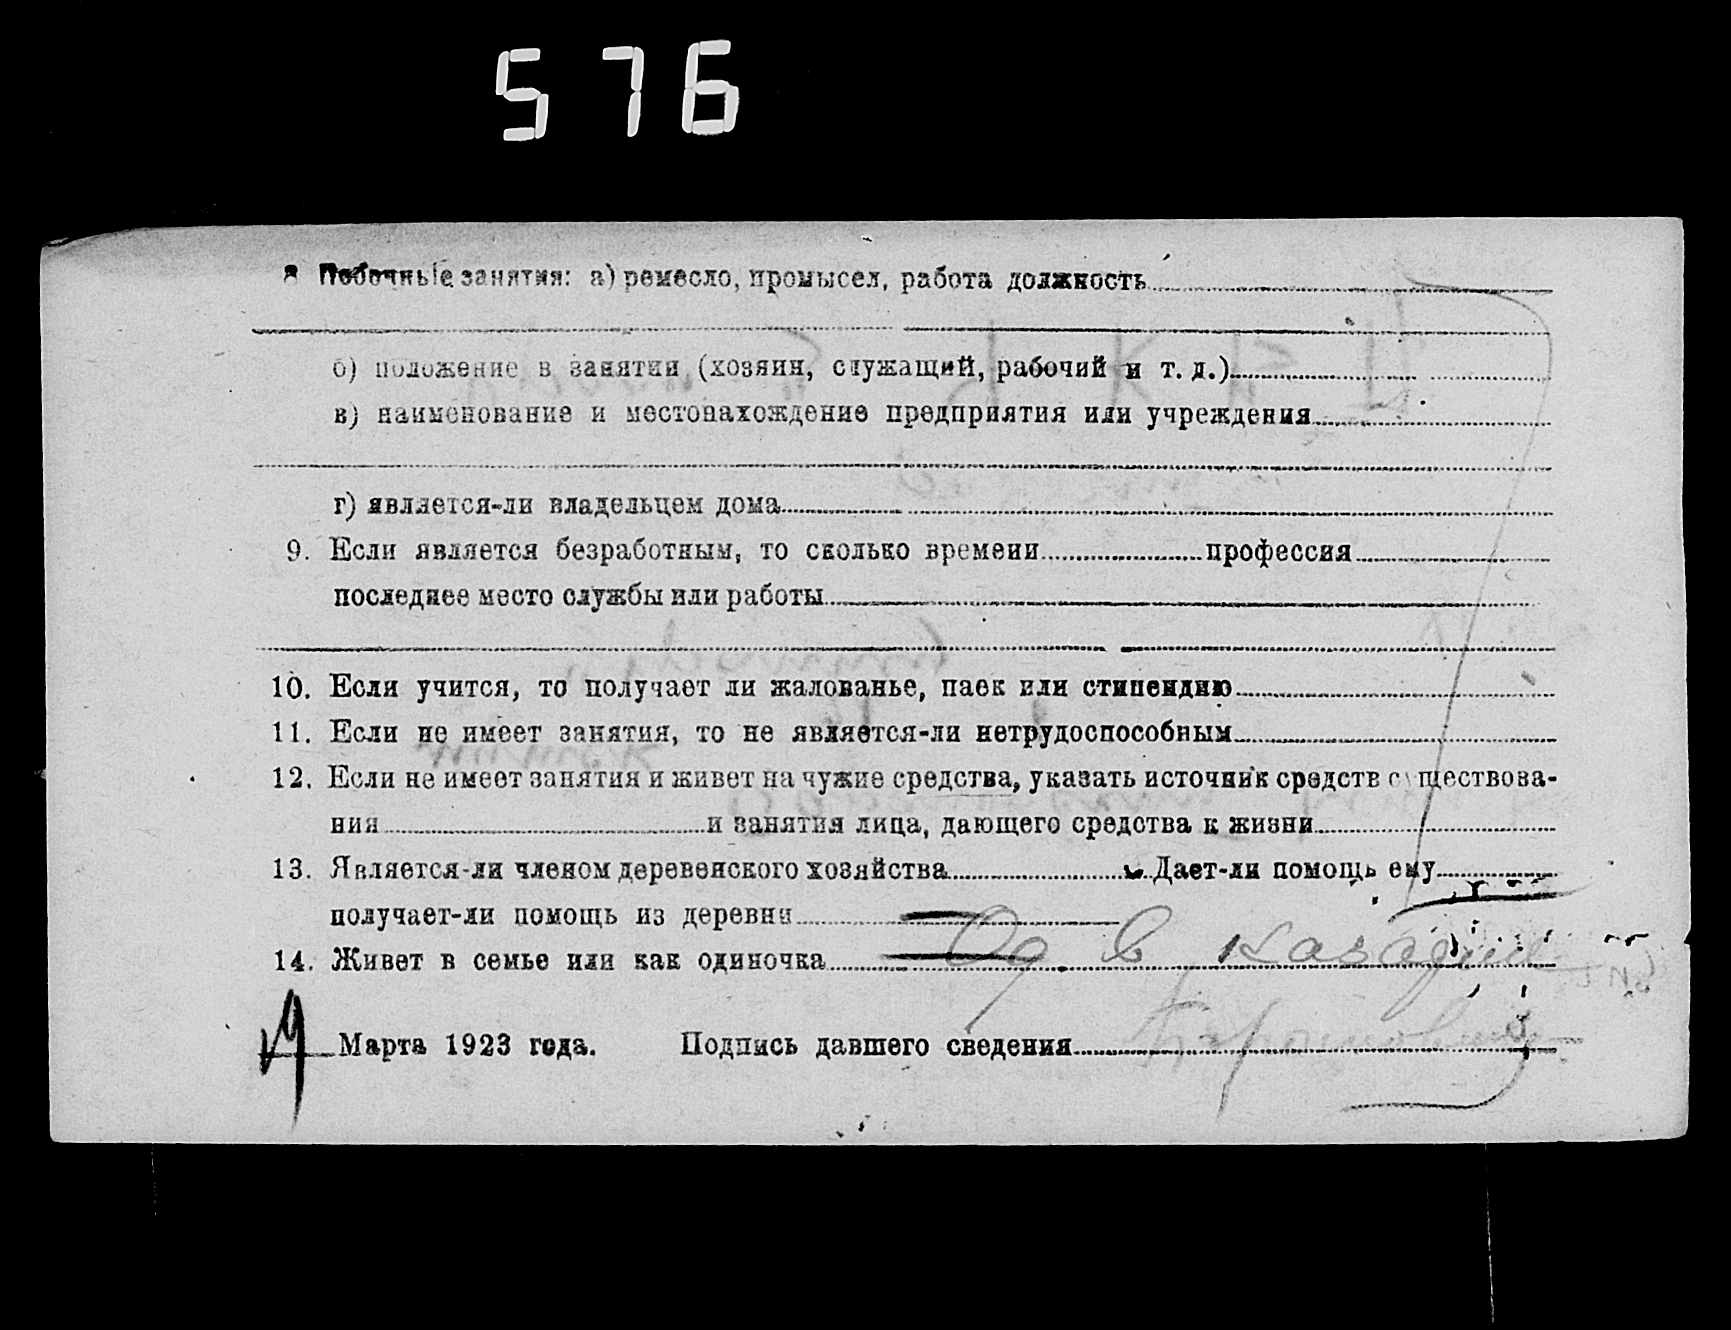 576
8 Побочные занятия: а) ремесло, промысел, работа должность
б) положение в занятии (хозяин, служащий, рабочий и т. д.)
в) наименование и местонахождение предприятия или учреждения
г) является-ли владельцем дома
9. Если является безработным, то сколько времени профессия
последнее место службы или работы
10. Если учится, то получает ли жалованье, паек или стипендию
11. Если не имеет занятия, то не является-ли нетрудоспособным
12. Если не имеет занятия и живет на чужие средства, указать источник средств существова-
ния и занятия лица, дающего средства к жизни
13. Является-ли членом деревенского хозяйства Дает-ли помощь ему
получает-ли помощь из деревни
14. Живет в семье или как одиночка Од в
Марта 1923 года. Подпись давшего сведения